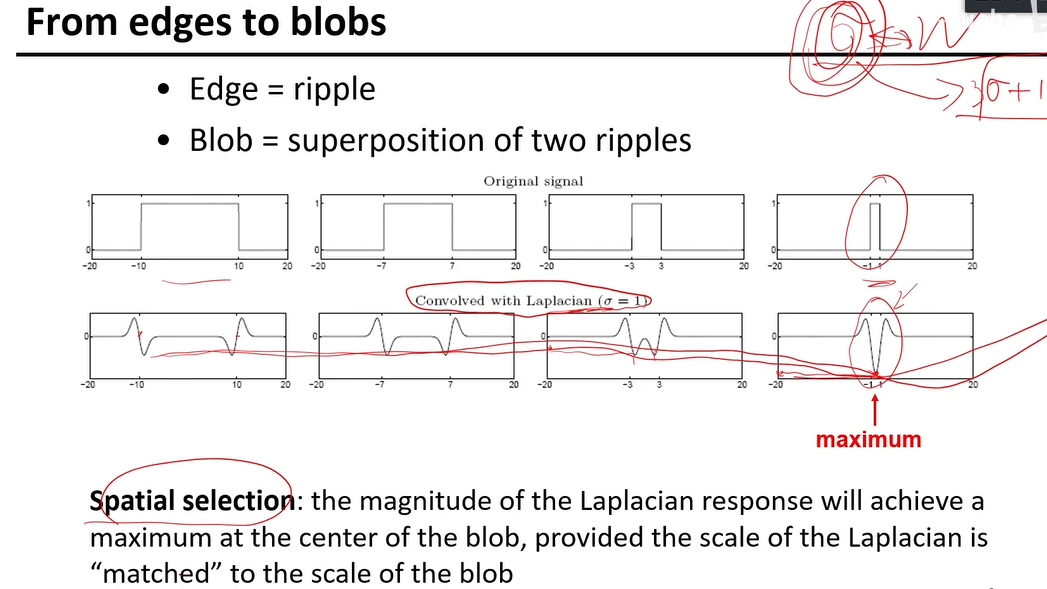 From edges to blobs
σ ⇔ W
3σ+1
• Edge = ripple
• Blob = superposition of two ripples
Original signal
1 1 1 1
0 0 0 0
-20 -10 10 20 -20 -7 7 20 -20 -3 3 20 -20 -1 1 20
Convolved with Laplacian (σ = 1)
0 0 0 0
-20 -10 10 20 -20 -7 7 20 -20 -3 3 20 -20 -1 1 20
maximum
Spatial selection: the magnitude of the Laplacian response will achieve a
maximum at the center of the blob, provided the scale of the Laplacian is
“matched” to the scale of the blob